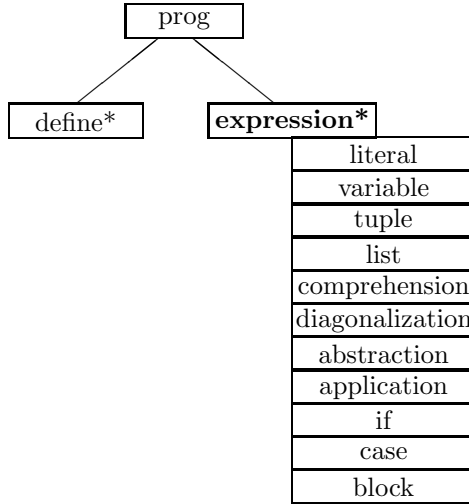 prog
define*
expression*
literal
variable
tuple
list
comprehension
diagonalization
abstraction
application
if
case
block